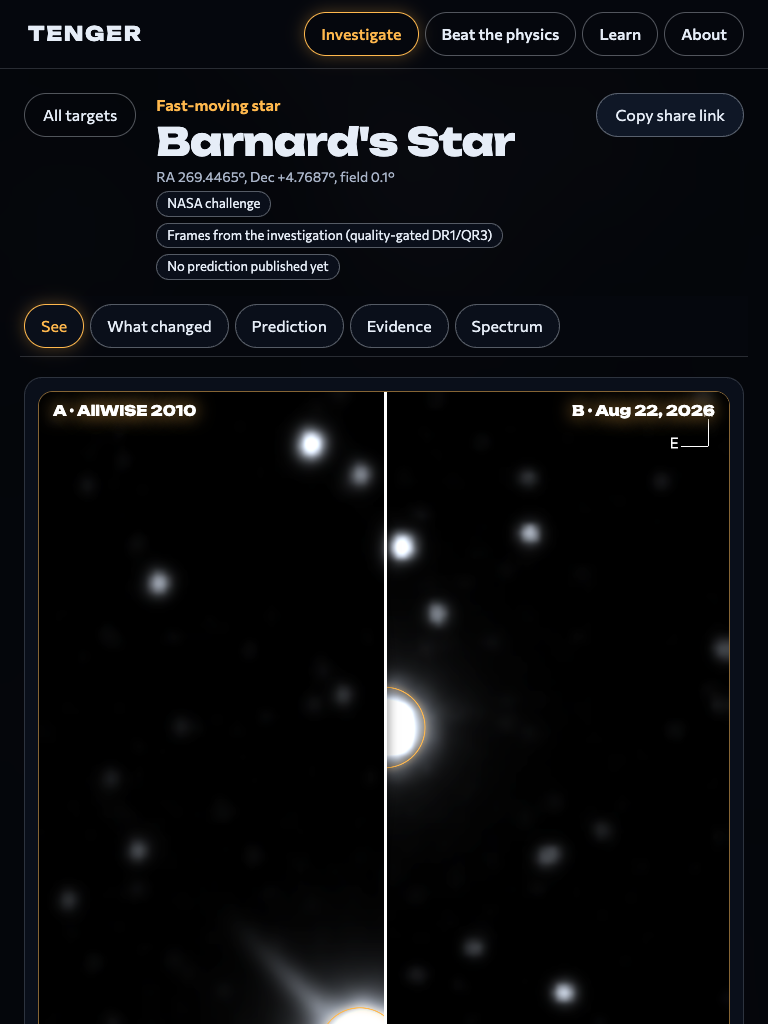 TENGER
Investigate
Beat the physics
Learn
About
All targets
Fast-moving star
Copy share link
Barnard's Star
RA 269.4465°, Dec +4.7687°, field 0.1°
NASA challenge
Frames from the investigation (quality-gated DR1/QR3)
No prediction published yet
See
What changed
Prediction
Evidence
Spectrum
A · AllWISE 2010
B · Aug 22, 2026
E